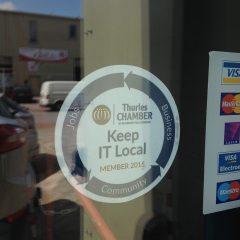 Thurles
CHAMBER
Jobs
Business
Keep
IT Local
MEMBER 2015
Community
VISA
MasterCard
VISA
Electron
Maestro